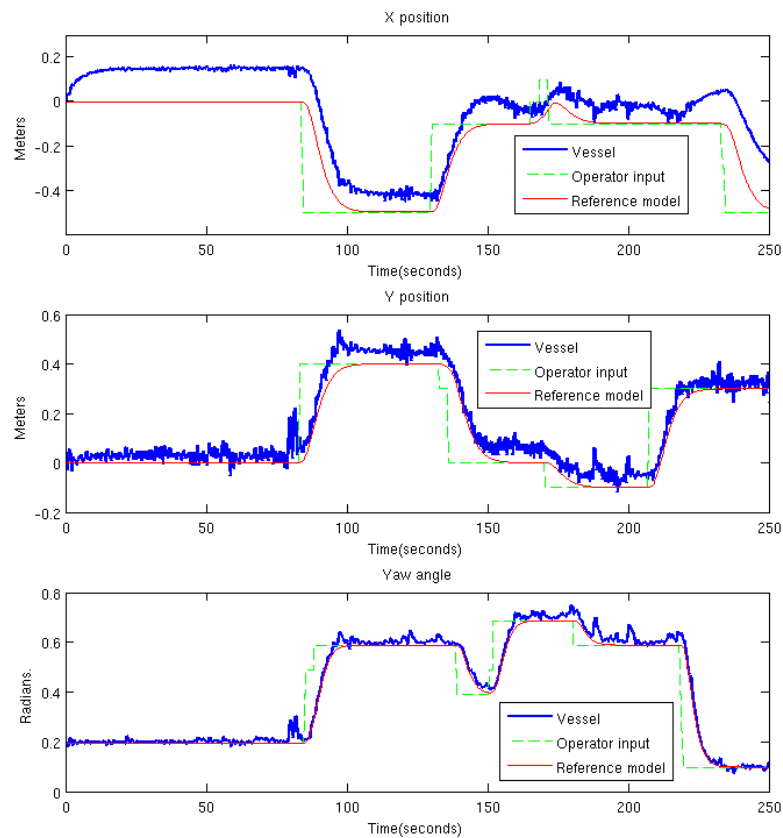 X position
0.2
0
-0.2
-0.4
Meters
Vessel
Operator input
Reference model
0 50 100 150 200 250
Time(seconds)
Y position
0.6
0.4
0.2
0
-0.2
Meters
Vessel
Operator input
Reference model
0 50 100 150 200 250
Time(seconds)
Yaw angle
0.8
0.6
0.4
0.2
0
Radians.
Vessel
Operator input
Reference model
0 50 100 150 200 250
Time(seconds)